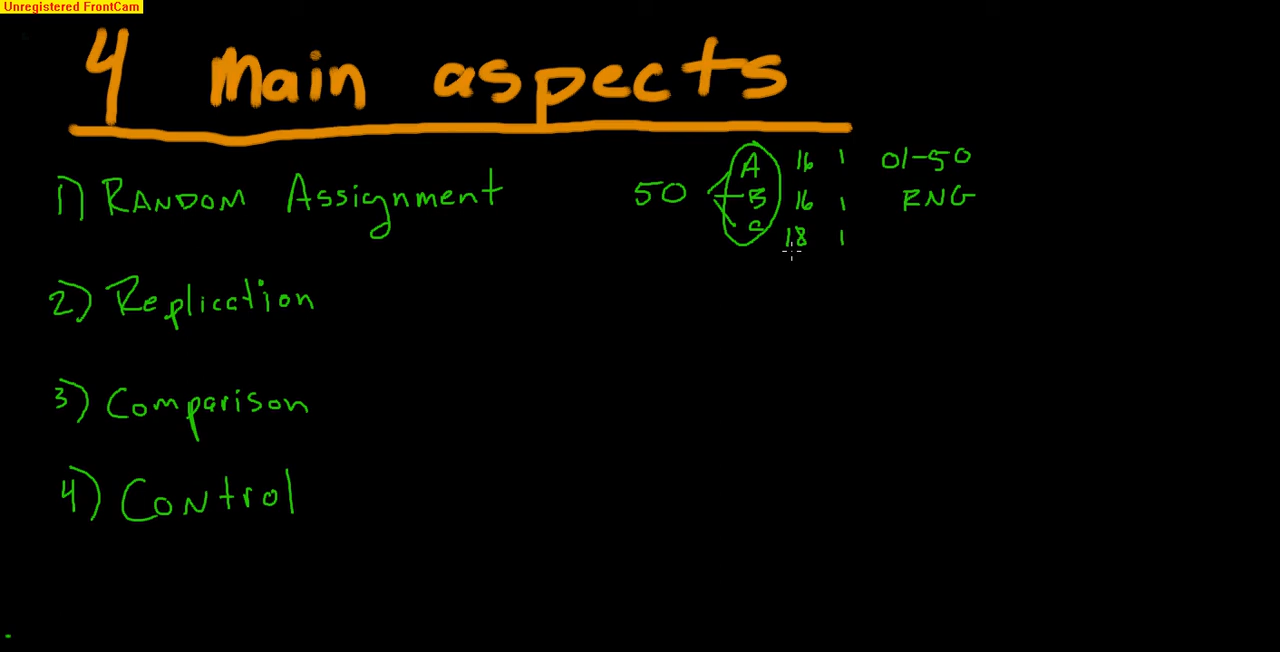 Unregistered FrontCam
4 Main aspects
1) RANDOM Assignment
50
A 16 1 01-50
B 16 1 RNG
C 18 1
2) Replication
3) Comparison
4) Control